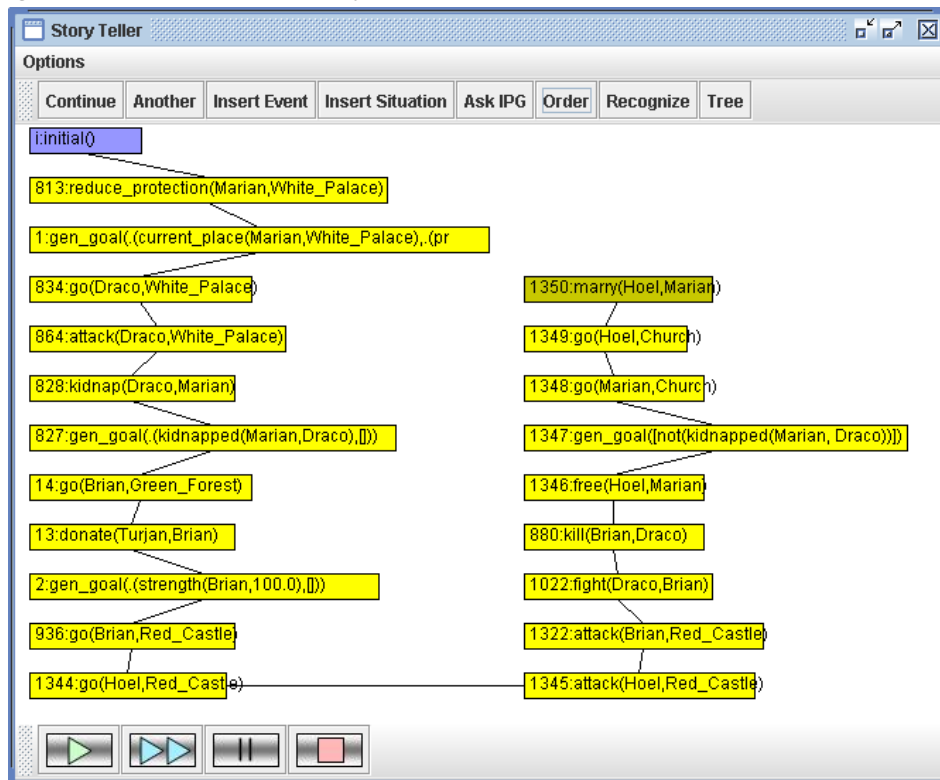 Story Teller
Options
Continue Another Insert Event Insert Situation Ask IPG Order Recognize Tree
i:initial()
813:reduce_protection(Marian,White_Palace)
1:gen_goal(.(current_place(Marian,White_Palace),.(pr
834:go(Draco,White_Palace)
864:attack(Draco,White_Palace)
828:kidnap(Draco,Marian)
827:gen_goal(.(kidnapped(Marian,Draco),[]))
14:go(Brian,Green_Forest)
13:donate(Turjan,Brian)
2:gen_goal(.(strength(Brian,100.0),[]))
936:go(Brian,Red_Castle)
1344:go(Hoel,Red_Castle)
1350:marry(Hoel,Marian)
1349:go(Hoel,Church)
1348:go(Marian,Church)
1347:gen_goal([not(kidnapped(Marian, Draco))])
1346:free(Hoel,Marian)
880:kill(Brian,Draco)
1022:fight(Draco,Brian)
1322:attack(Brian,Red_Castle)
1345:attack(Hoel,Red_Castle)